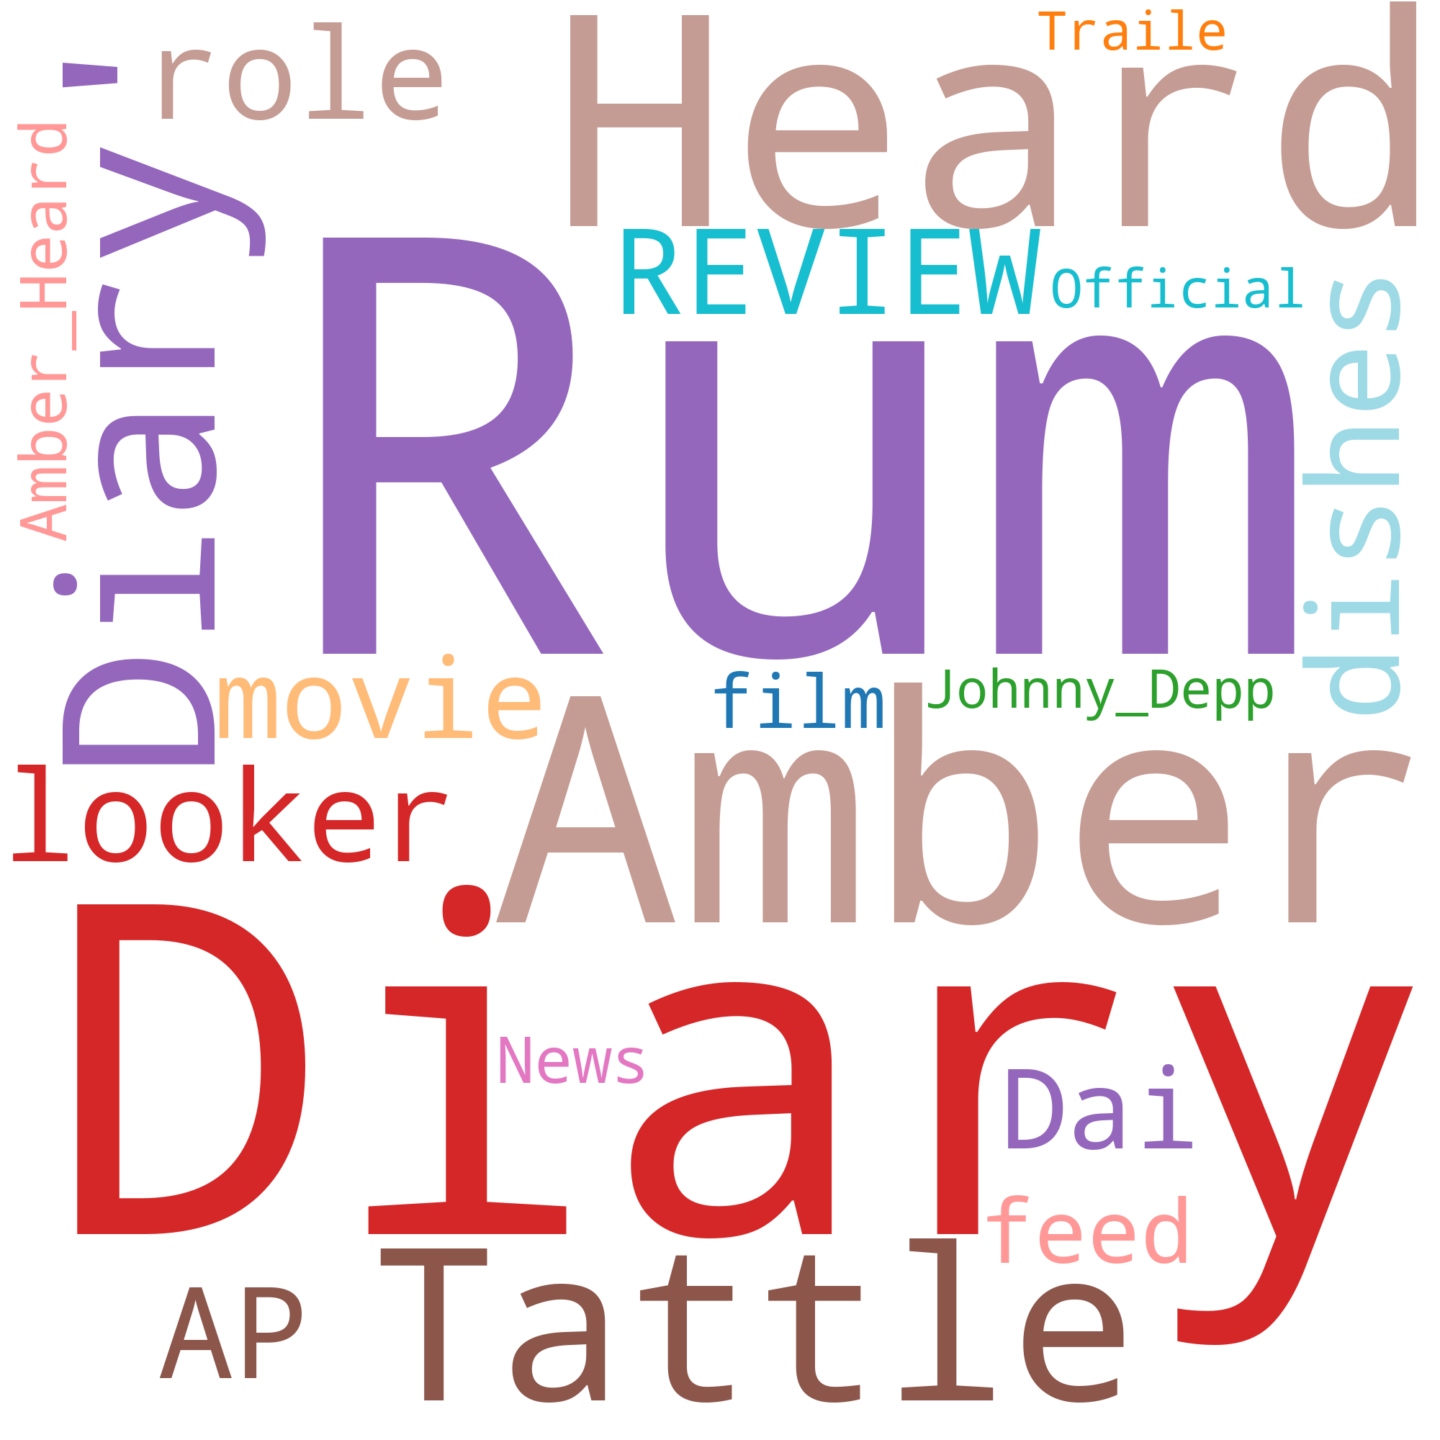 Traile
role
Heard
Amber_Heard
Diary'
REVIEW
Official
dishes
Rum
movie
film
Johnny_Depp
looker
Amber
Diary
News
Dai
feed
AP
Tattle